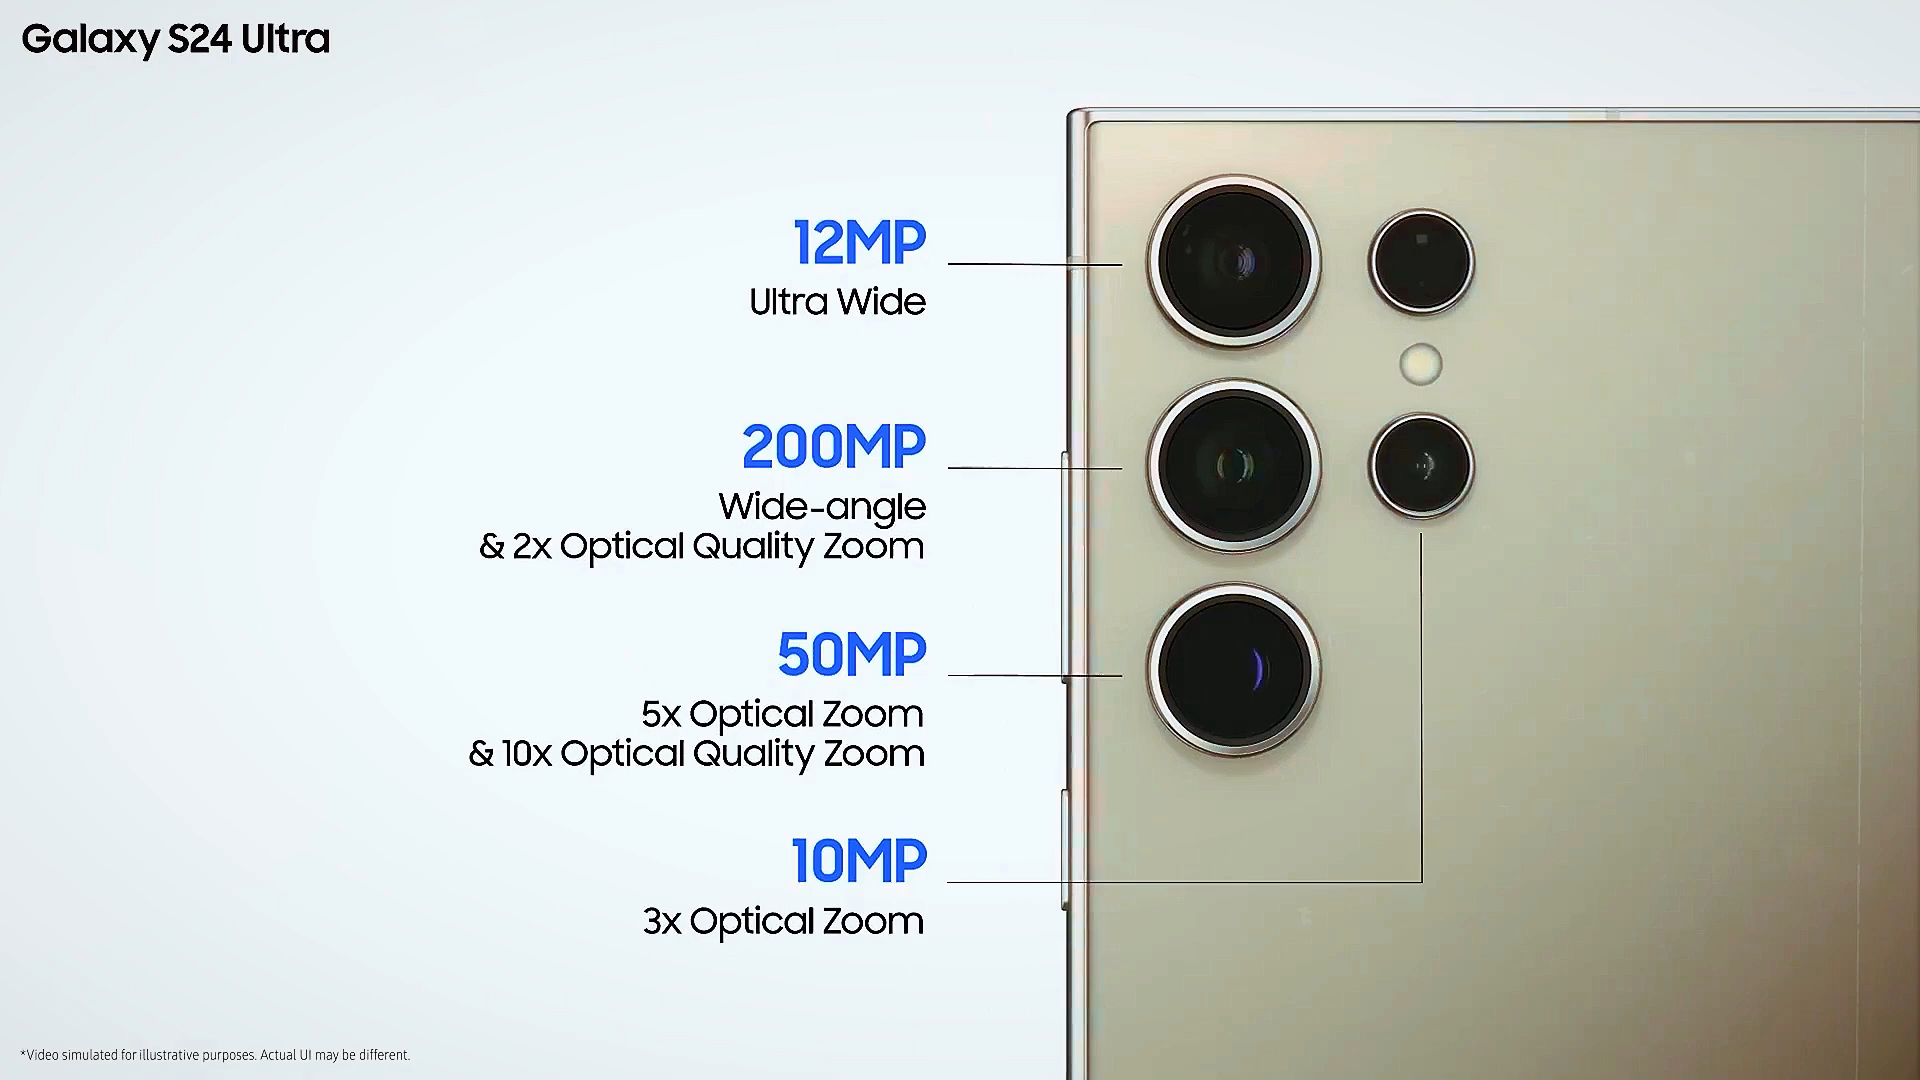 Galaxy S24 Ultra
12MP
Ultra Wide
200MP
Wide-angle
& 2x Optical Quality Zoom
50MP
5x Optical Zoom
& 10x Optical Quality Zoom
10MP
3x Optical Zoom
*Video simulated for illustrative purposes. Actual UI may be different.